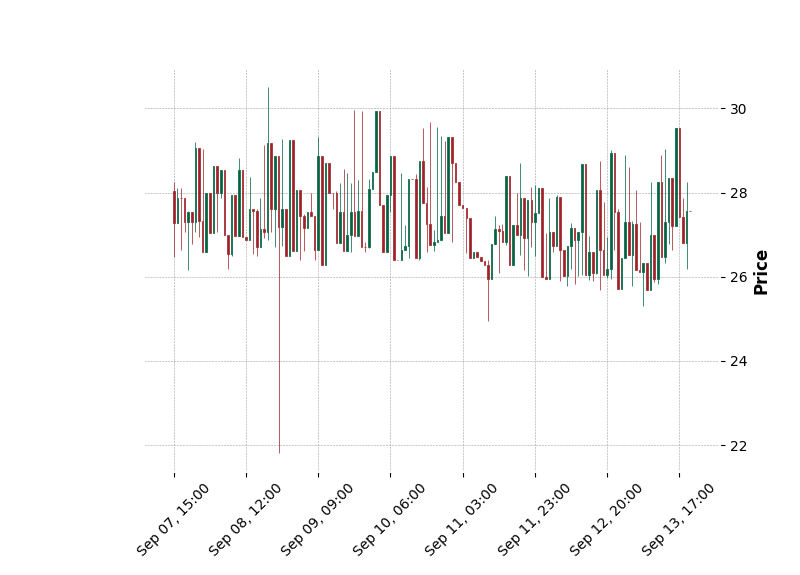 30
28
26
24
22
Price
Sep 07, 15:00
Sep 08, 12:00
Sep 09, 09:00
Sep 10, 06:00
Sep 11, 03:00
Sep 11, 23:00
Sep 12, 20:00
Sep 13, 17:00